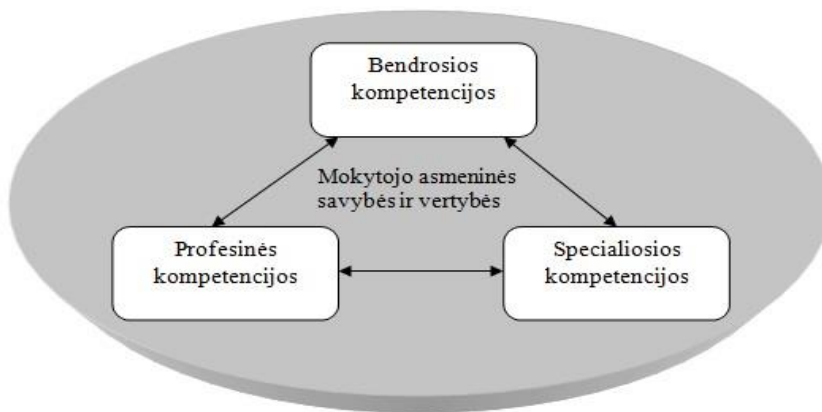 Bendrosios
kompetencijos
Mokytojo asmeninės
savybės ir vertybės
Profesinės
kompetencijos
Specialiosios
kompetencijos